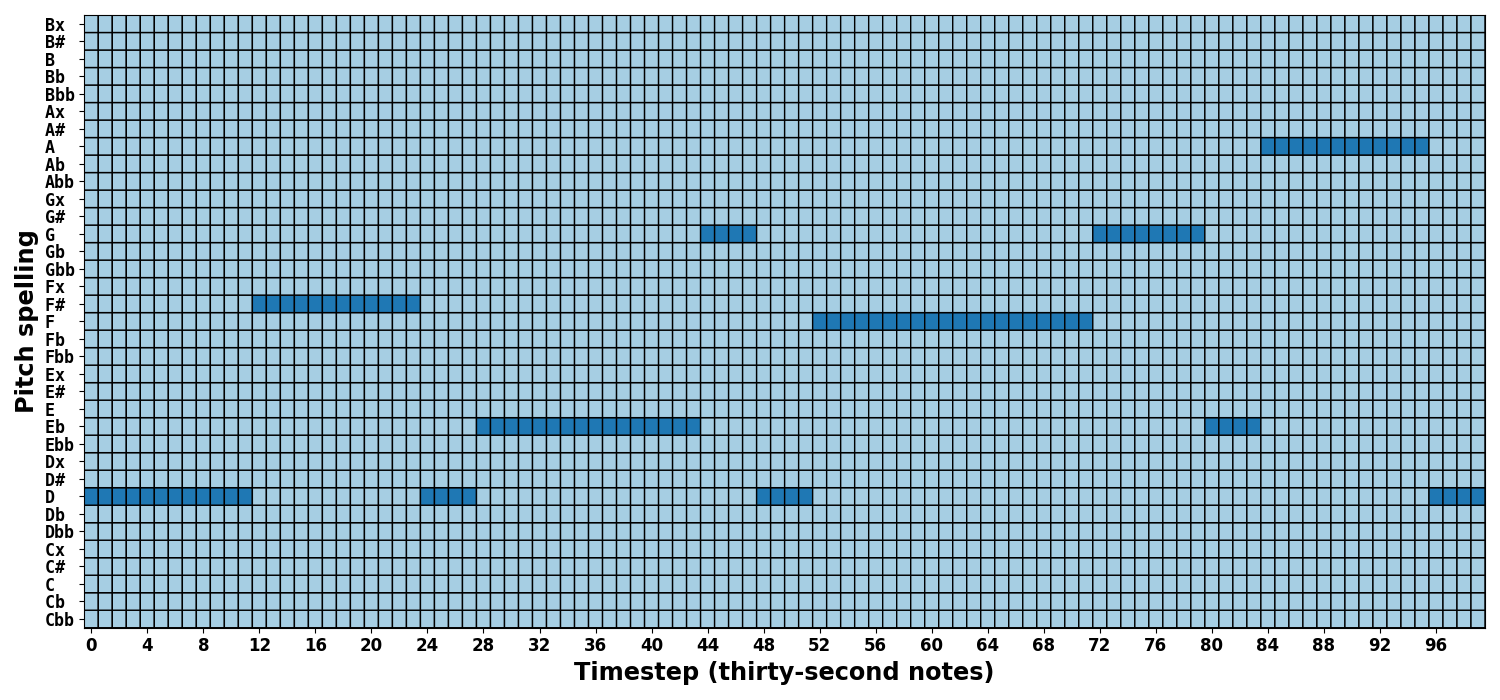 Bx
B#
B
Bb
Bbb
Ax
A#
A
Ab
Abb
Gx
G#
G
Gb
Gbb
Fx
F#
F
Fb
Fbb
Ex
E#
E
Eb
Ebb
Dx
D#
D
Db
Dbb
Cx
C#
C
Cb
Cbb
Pitch spelling
0 4 8 12 16 20 24 28 32 36 40 44 48 52 56 60 64 68 72 76 80 84 88 92 96
Timestep (thirty-second notes)